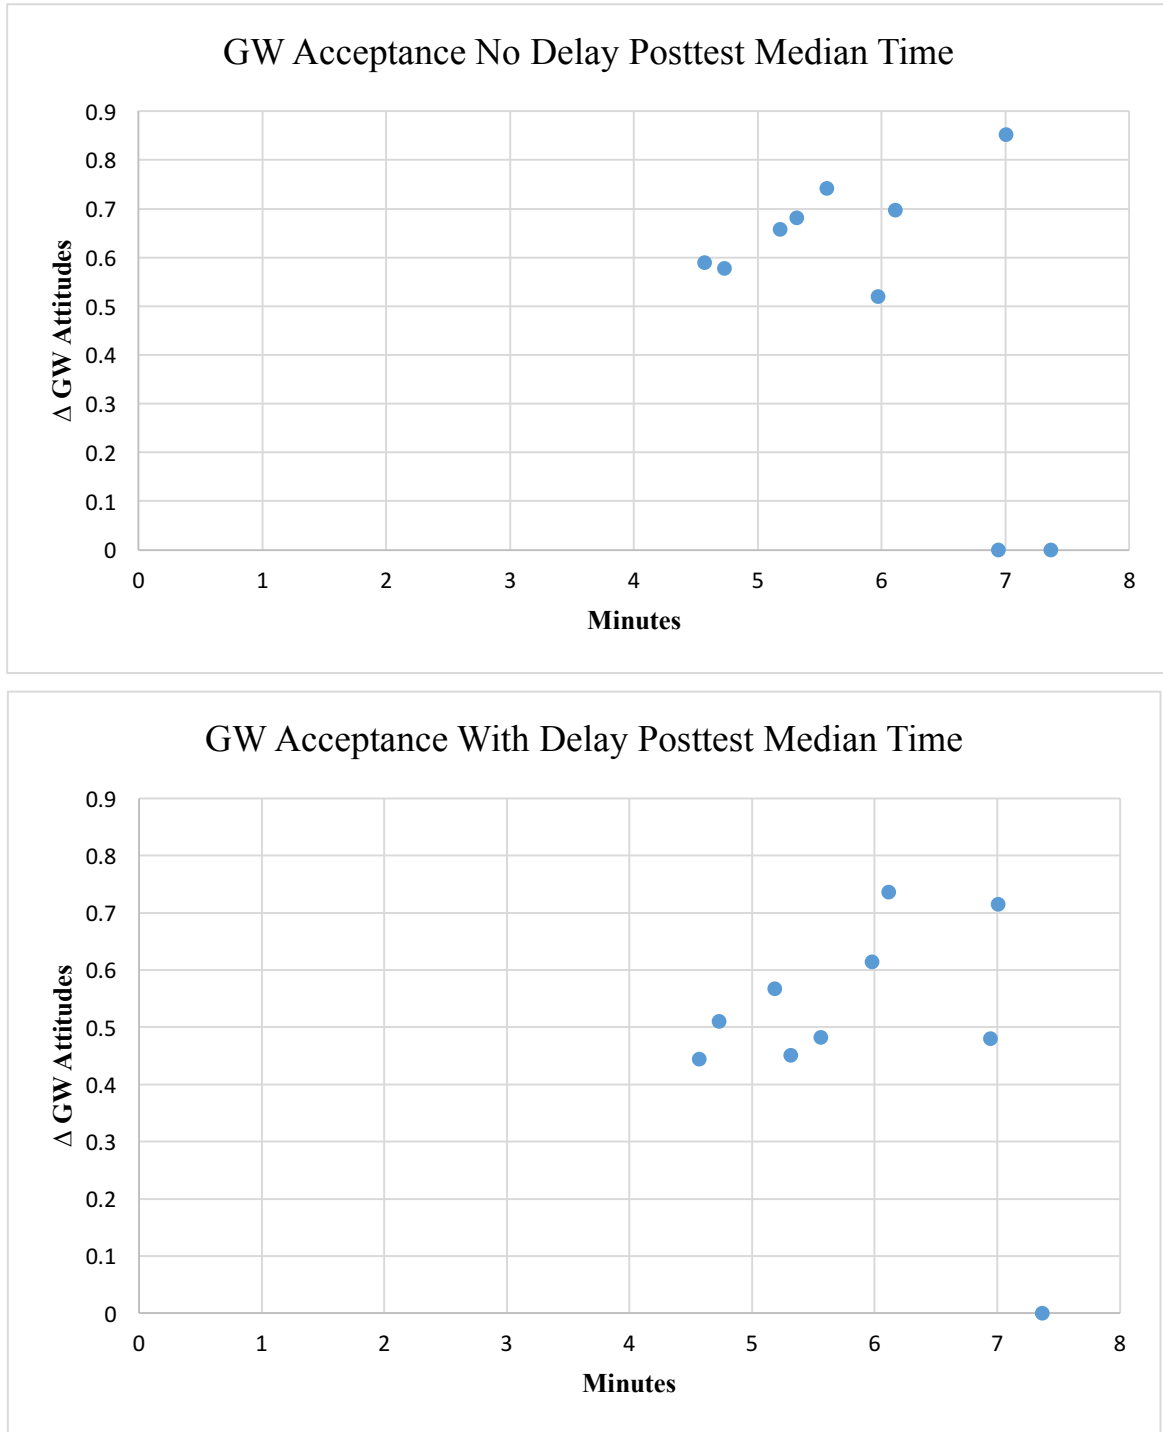 GW Acceptance No Delay Posttest Median Time
0.9
0.8
0.7
0.6
0.5
0.4
0.3
0.2
0.1
0
Δ GW Attitudes
0 1 2 3 4 5 6 7 8
Minutes
GW Acceptance With Delay Posttest Median Time
0.9
0.8
0.7
0.6
0.5
0.4
0.3
0.2
0.1
0
Δ GW Attitudes
0 1 2 3 4 5 6 7 8
Minutes